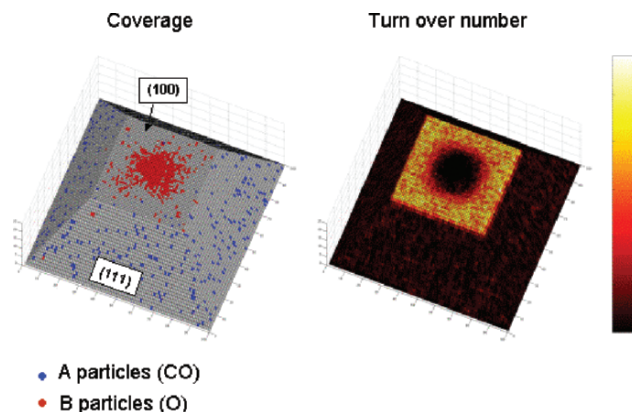 Coverage
Turn over number
(100)
(111)
A particles (CO)
B particles (O)